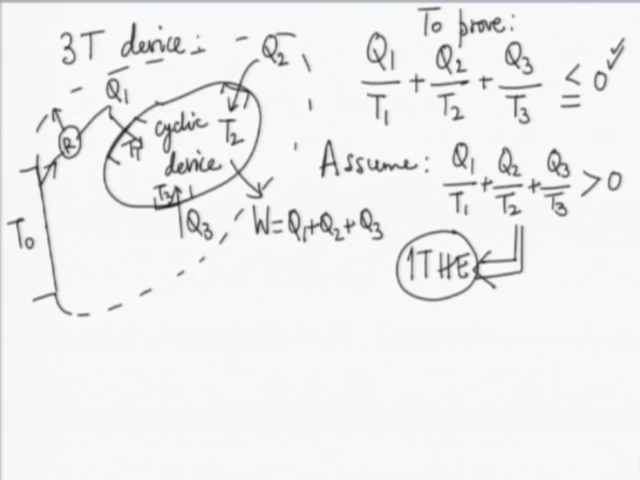 To prove:
3T device:
Q1/T1 + Q2/T2 + Q3/T3 ≤ 0 ✓
Q2
Q1
R
cyclic
device
T1
T2
T3
Assume: Q1/T1 + Q2/T2 + Q3/T3 > 0
T0
Q3
W=Q1+Q2+Q3
1THE